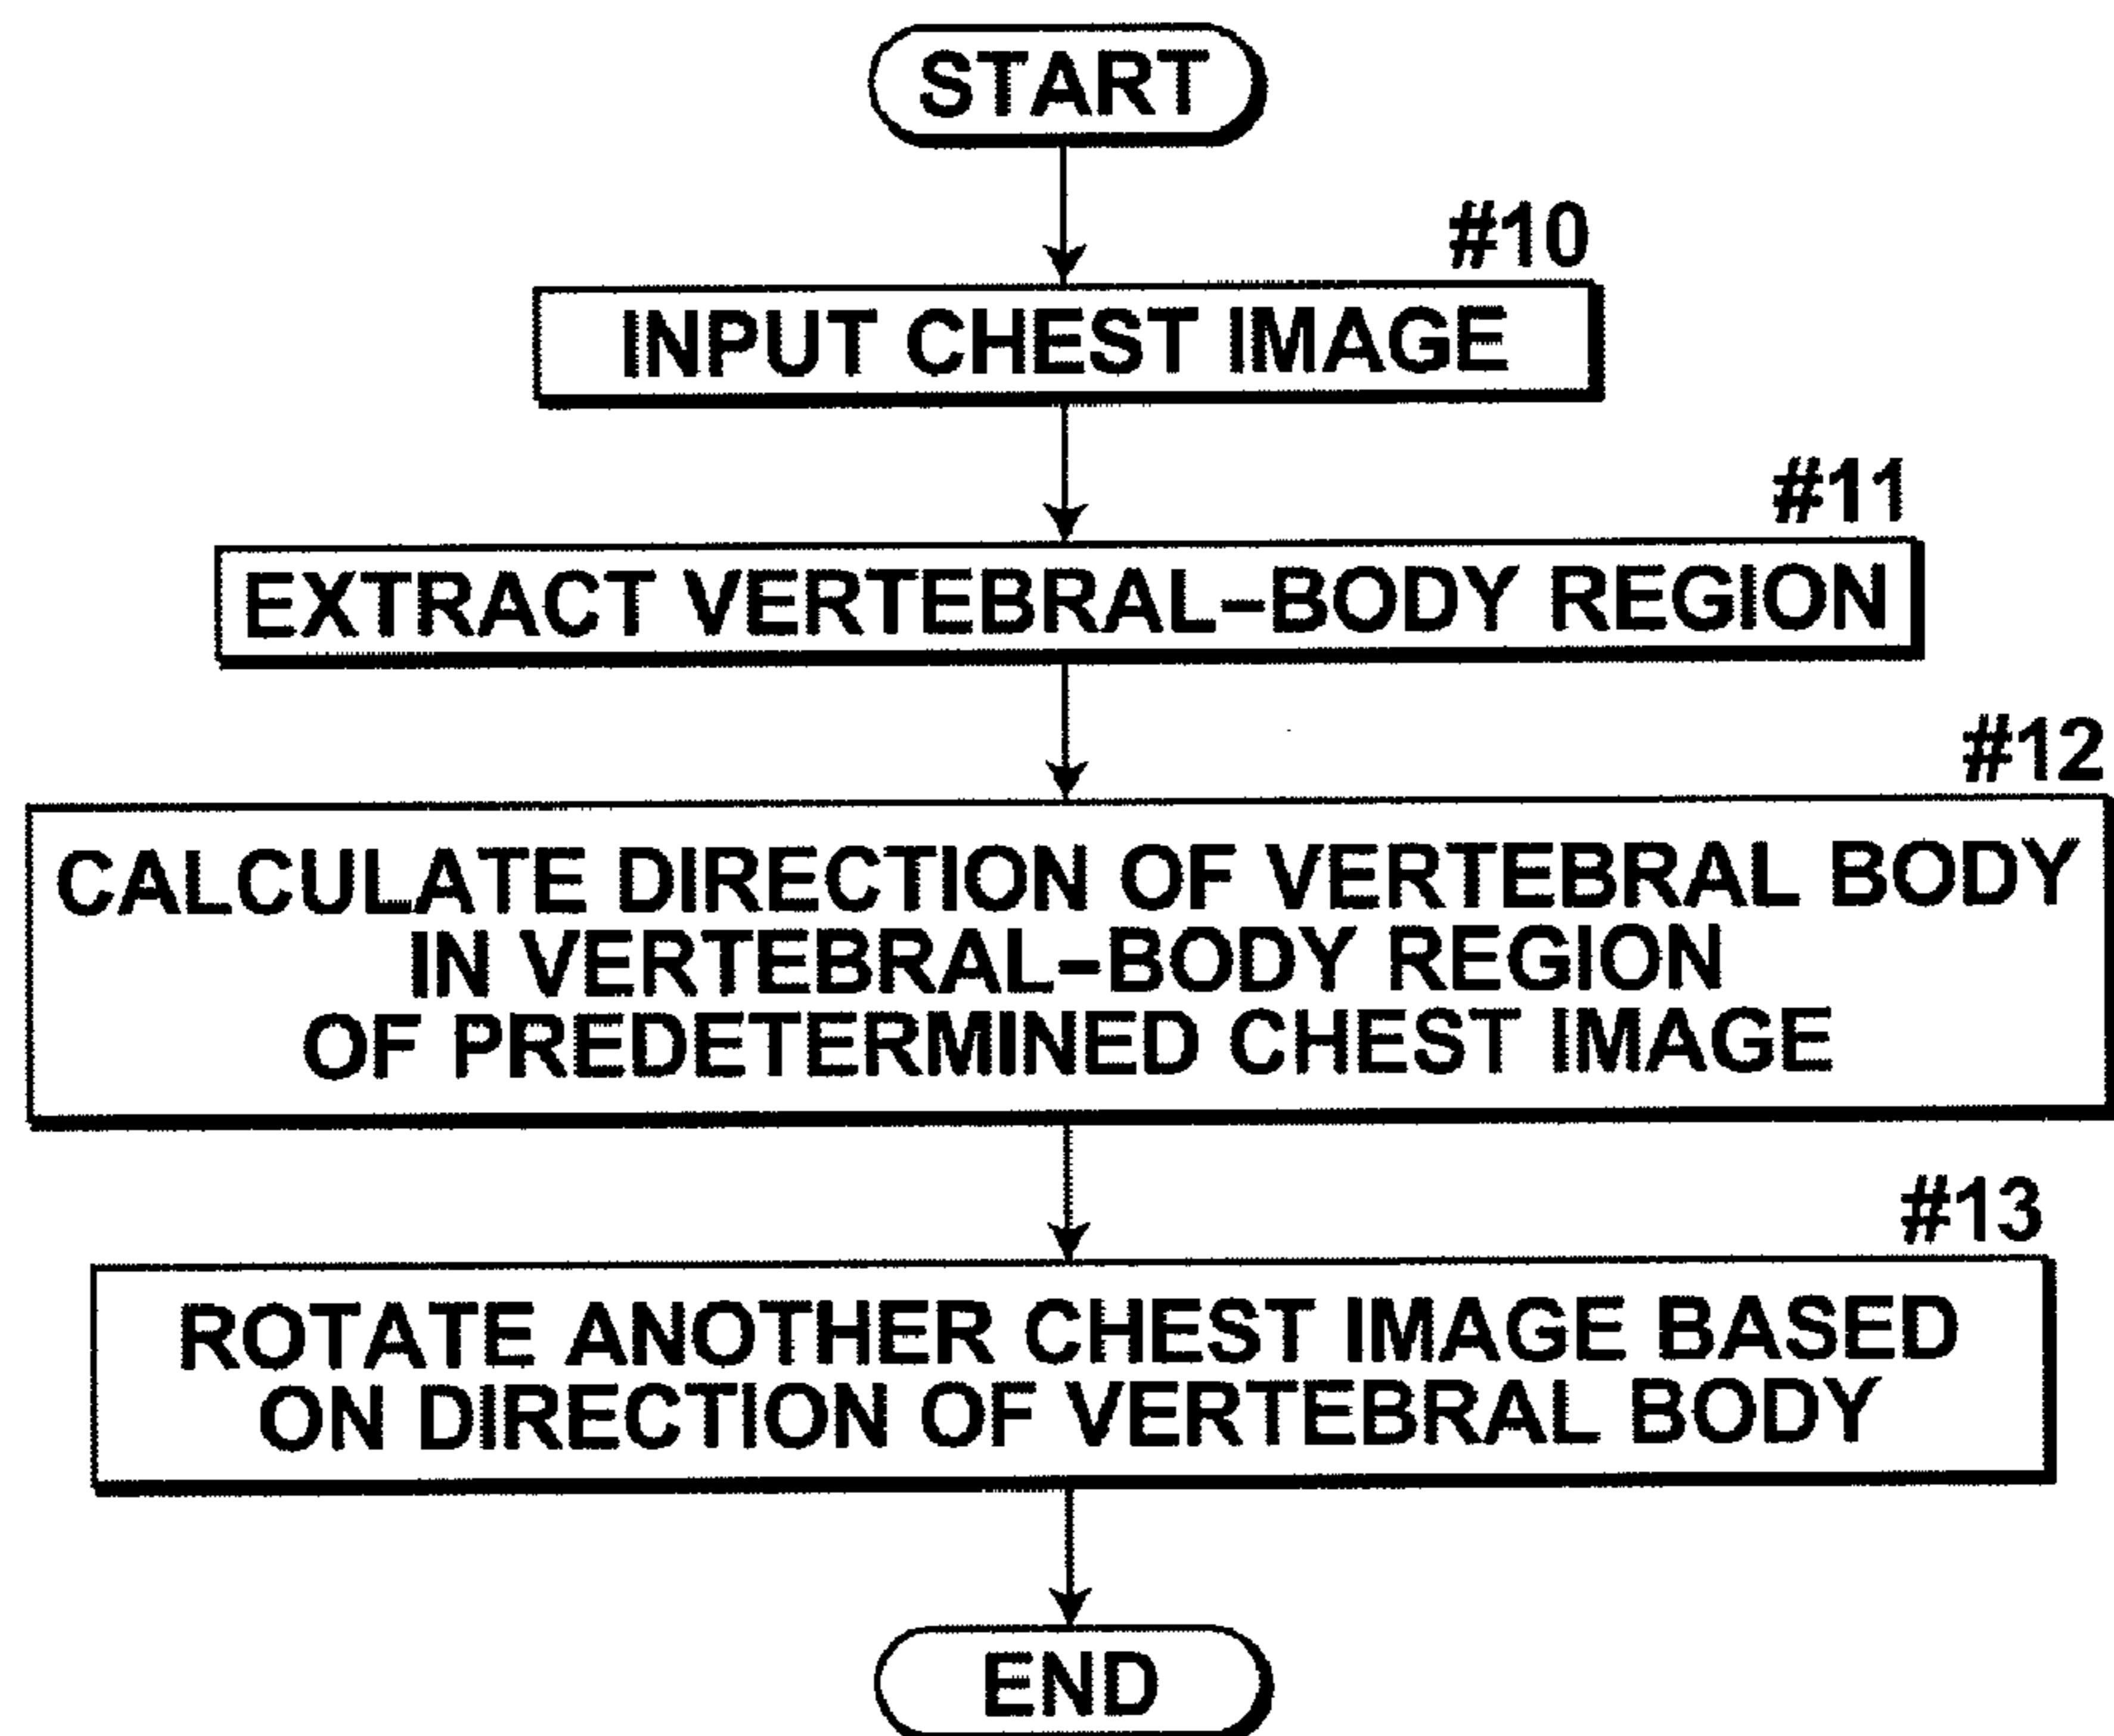 START
#10
INPUT CHEST IMAGE
#11
EXTRACT VERTEBRAL-BODY REGION
#12
CALCULATE DIRECTION OF VERTEBRAL BODY
IN VERTEBRAL-BODY REGION
OF PREDETERMINED CHEST IMAGE
#13
ROTATE ANOTHER CHEST IMAGE BASED
ON DIRECTION OF VERTEBRAL BODY
END